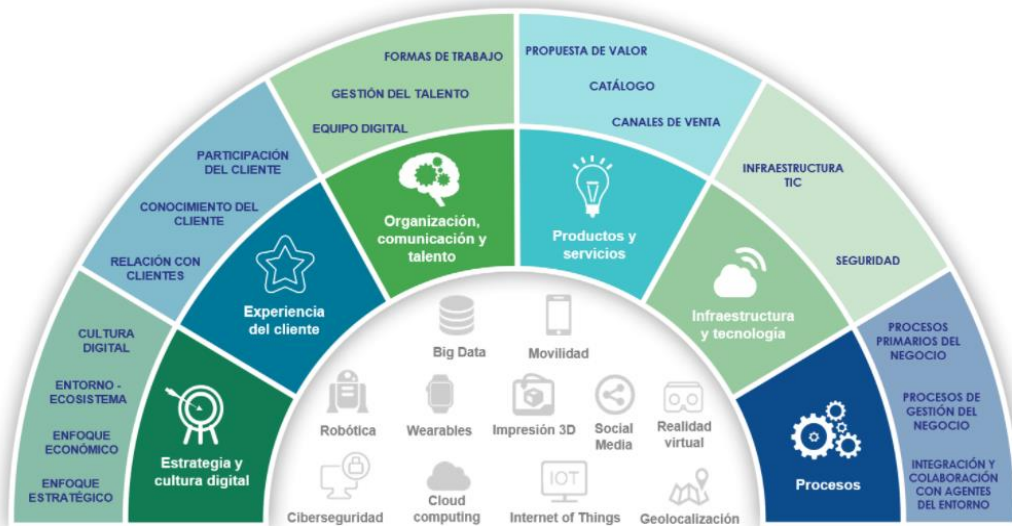 FORMAS DE TRABAJO
GESTIÓN DEL TALENTO
EQUIPO DIGITAL
PROPUESTA DE VALOR
CATÁLOGO
CANALES DE VENTA
PARTICIPACIÓN
DEL CLIENTE
CONOCIMIENTO DEL
CLIENTE
RELACIÓN CON
CLIENTES
INFRAESTRUCTURA
TIC
SEGURIDAD
CULTURA
DIGITAL
ENTORNO -
ECOSISTEMA
ENFOQUE
ECONÓMICO
ENFOQUE
ESTRATÉGICO
PROCESOS
PRIMARIOS DEL
NEGOCIO
PROCESOS
DE GESTIÓN DEL
NEGOCIO
INTEGRACIÓN Y
COLABORACIÓN
CON AGENTES
DEL ENTORNO
Estrategia y
cultura digital
Experiencia
del cliente
Organización,
comunicación y
talento
Productos y
servicios
Infraestructura
y tecnología
Procesos
Big Data
Movilidad
Robótica
Wearables
Impresión 3D
Social
Media
Realidad
virtual
Ciberseguridad
Cloud
computing
IOT
Internet of Things
Geolocalización